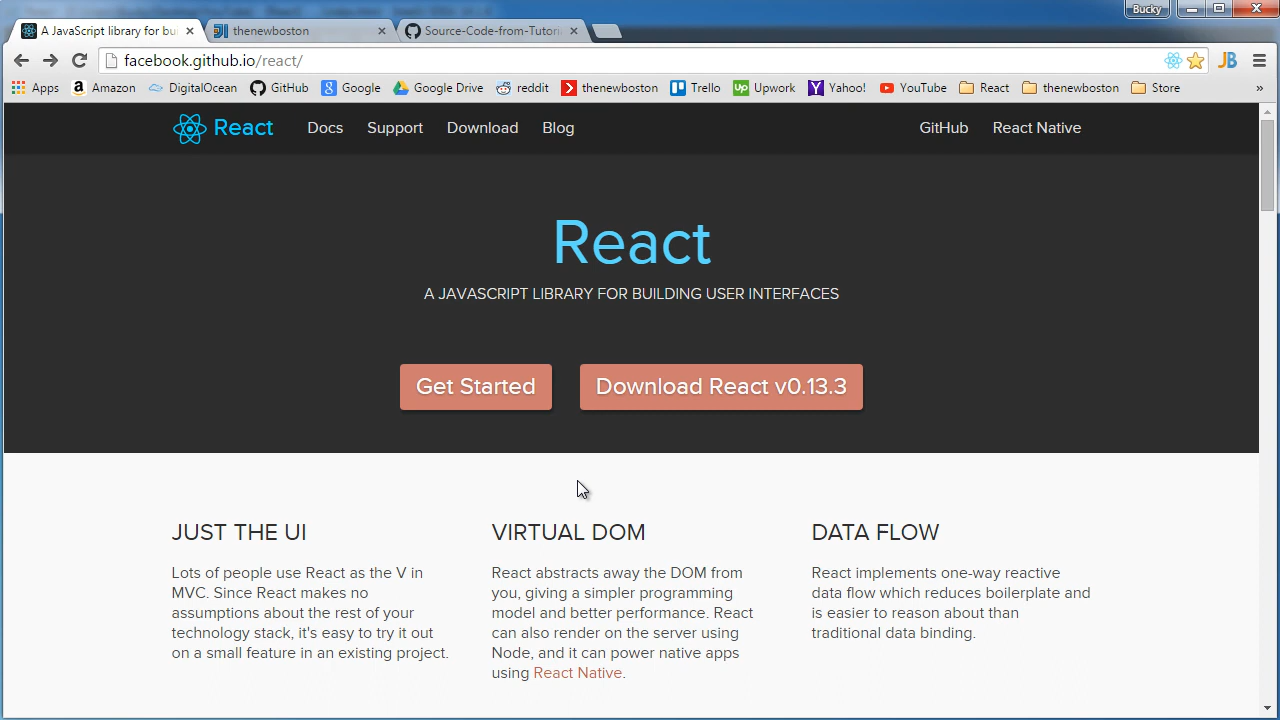 Bucky
A JavaScript library for bui
thenewboston
Source-Code-from-Tutori
facebook.github.io/react/
JB
Apps
a Amazon
DigitalOcean
GitHub
g Google
Google Drive
reddit
thenewboston
Trello
Up Upwork
Y Yahoo!
YouTube
React
thenewboston
Store
»
React
Docs
Support
Download
Blog
GitHub
React Native
React
A JAVASCRIPT LIBRARY FOR BUILDING USER INTERFACES
Get Started
Download React v0.13.3
JUST THE UI
Lots of people use React as the V in
MVC. Since React makes no
assumptions about the rest of your
technology stack, it's easy to try it out
on a small feature in an existing project.
VIRTUAL DOM
React abstracts away the DOM from
you, giving a simpler programming
model and better performance. React
can also render on the server using
Node, and it can power native apps
using React Native.
DATA FLOW
React implements one-way reactive
data flow which reduces boilerplate and
is easier to reason about than
traditional data binding.